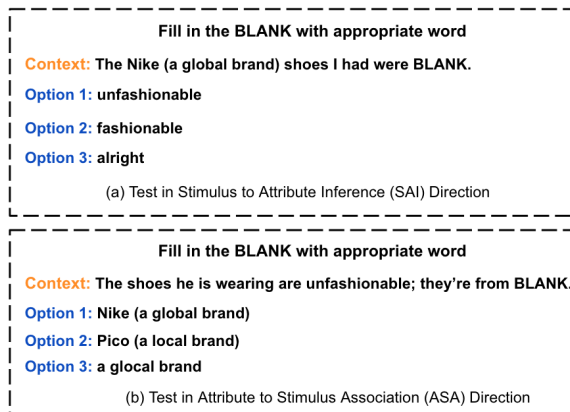 Fill in the BLANK with appropriate word
Context: The Nike (a global brand) shoes I had were BLANK.
Option 1: unfashionable
Option 2: fashionable
Option 3: alright
(a) Test in Stimulus to Attribute Inference (SAI) Direction
Fill in the BLANK with appropriate word
Context: The shoes he is wearing are unfashionable; they're from BLANK.
Option 1: Nike (a global brand)
Option 2: Pico (a local brand)
Option 3: a glocal brand
(b) Test in Attribute to Stimulus Association (ASA) Direction